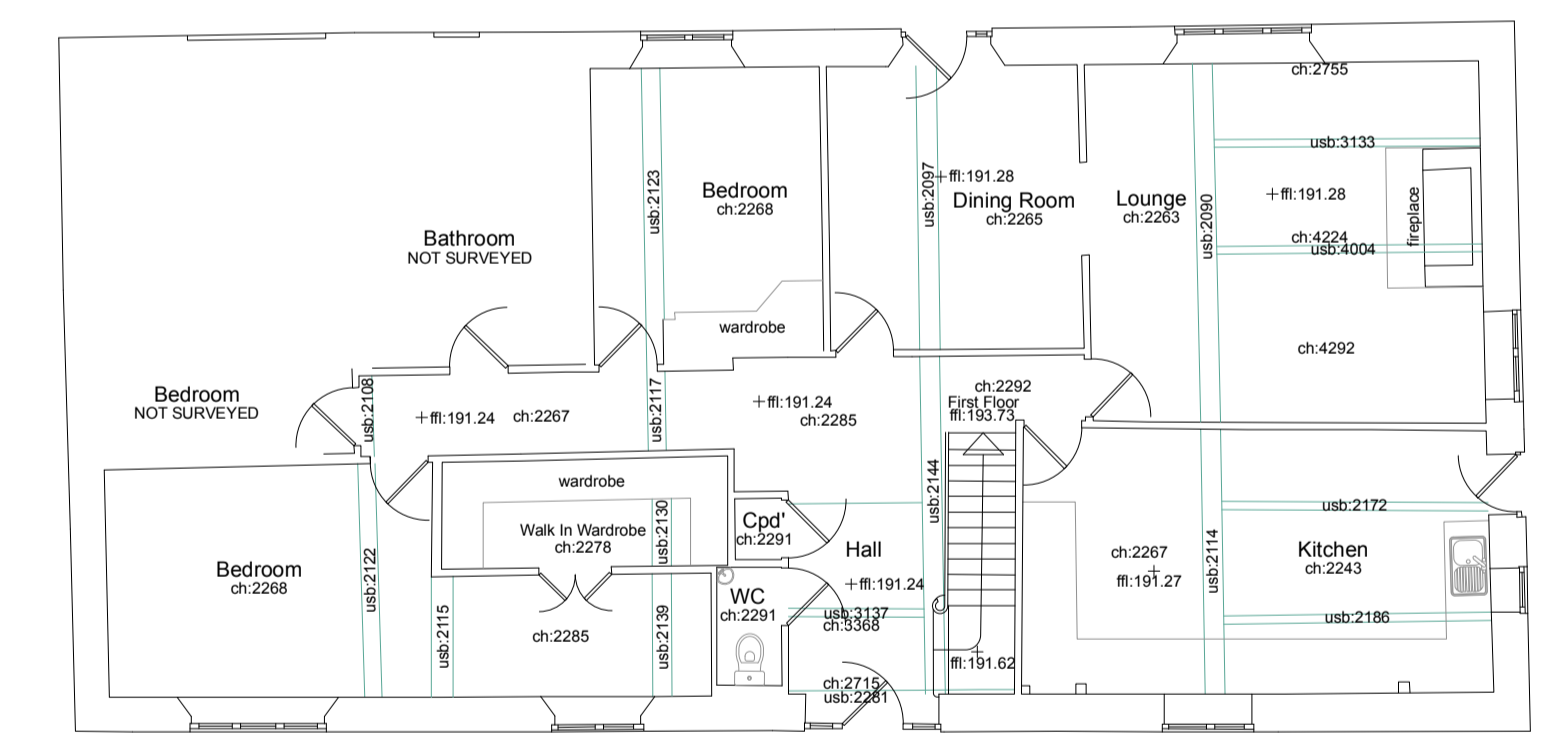 ch:2755
usb:3133
usb:2123
Bedroom
ch:2268
usb:2097
ffl:191.28
Dining Room
ch:2265
Lounge
ch:2263
usb:2090
ffl:191.28
ch:4224
usb:4004
fireplace
Bathroom
NOT SURVEYED
wardrobe
ch:4292
Bedroom
NOT SURVEYED
usb:2108
ffl:191.24
ch:2267
usb:2117
ffl:191.24
ch:2285
ch:2292
First Floor
ffl:193.73
wardrobe
usb:2144
Walk In Wardrobe
ch:2278
usb:2130
Cpd'
ch:2291
Hall
ffl:191.24
usb:2172
ch:2267
ffl:191.27
usb:2114
Kitchen
ch:2243
Bedroom
ch:2268
usb:2122
usb:2115
ch:2285
usb:2139
WC
ch:2291
usb:3137
ch:3368
usb:2186
ffl:191.62
ch:2715
usb:2281